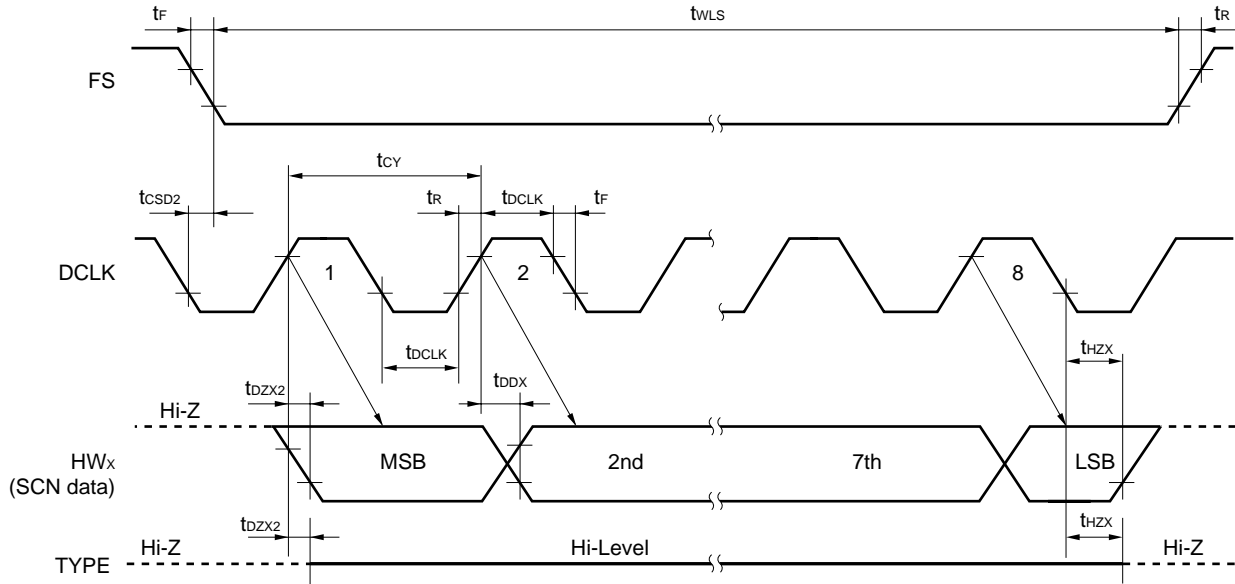 tF tWLS tR
FS
tCY
tCSD2 tR tDCLK tF
DCLK 1 2 8
tDCLK tDDX tHZX
tDZX2
Hi-Z
HWX MSB 2nd 7th LSB
(SCN data)
tDZX2 tHZX
Hi-Z Hi-Level Hi-Z
TYPE